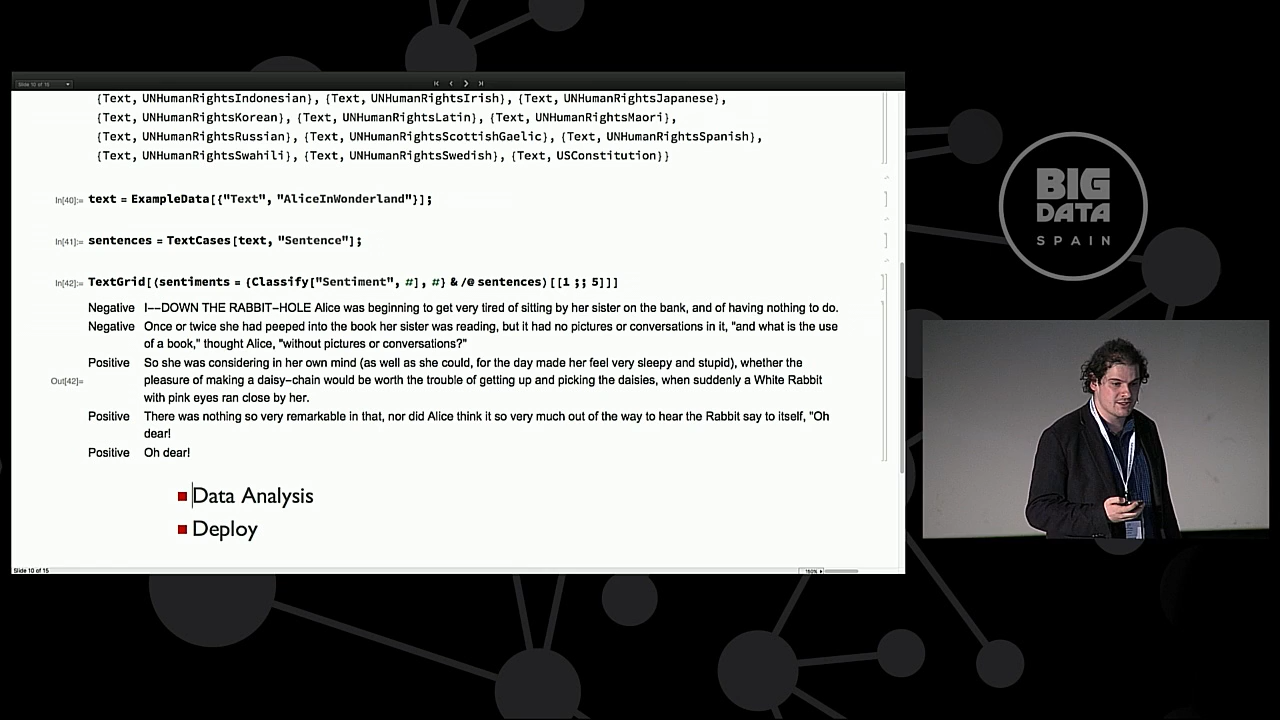 Slide 10 of 15
{Text, UNHumanRightsIndonesian}, {Text, UNHumanRightsIrish}, {Text, UNHumanRightsJapanese},
{Text, UNHumanRightsKorean}, {Text, UNHumanRightsLatin}, {Text, UNHumanRightsMaori},
{Text, UNHumanRightsRussian}, {Text, UNHumanRightsScottishGaelic}, {Text, UNHumanRightsSpanish},
{Text, UNHumanRightsSwahili}, {Text, UNHumanRightsSwedish}, {Text, USConstitution}}
In[40]:= text = ExampleData[{"Text", "AliceInWonderland"}];
In[41]:= sentences = TextCases[text, "Sentence"];
In[42]:= TextGrid[(sentiments = {Classify["Sentiment", #], #} & /@ sentences)[[1 ;; 5]]]
Negative I--DOWN THE RABBIT-HOLE Alice was beginning to get very tired of sitting by her sister on the bank, and of having nothing to do.
Negative Once or twice she had peeped into the book her sister was reading, but it had no pictures or conversations in it, "and what is the use
of a book," thought Alice, "without pictures or conversations?"
Positive So she was considering in her own mind (as well as she could, for the day made her feel very sleepy and stupid), whether the
Out[42]= pleasure of making a daisy-chain would be worth the trouble of getting up and picking the daisies, when suddenly a White Rabbit
with pink eyes ran close by her.
Positive There was nothing so very remarkable in that, nor did Alice think it so very much out of the way to hear the Rabbit say to itself, "Oh
dear!
Positive Oh dear!
Data Analysis
Deploy
Slide 10 of 15
150%
BIG
DATA
SPAIN